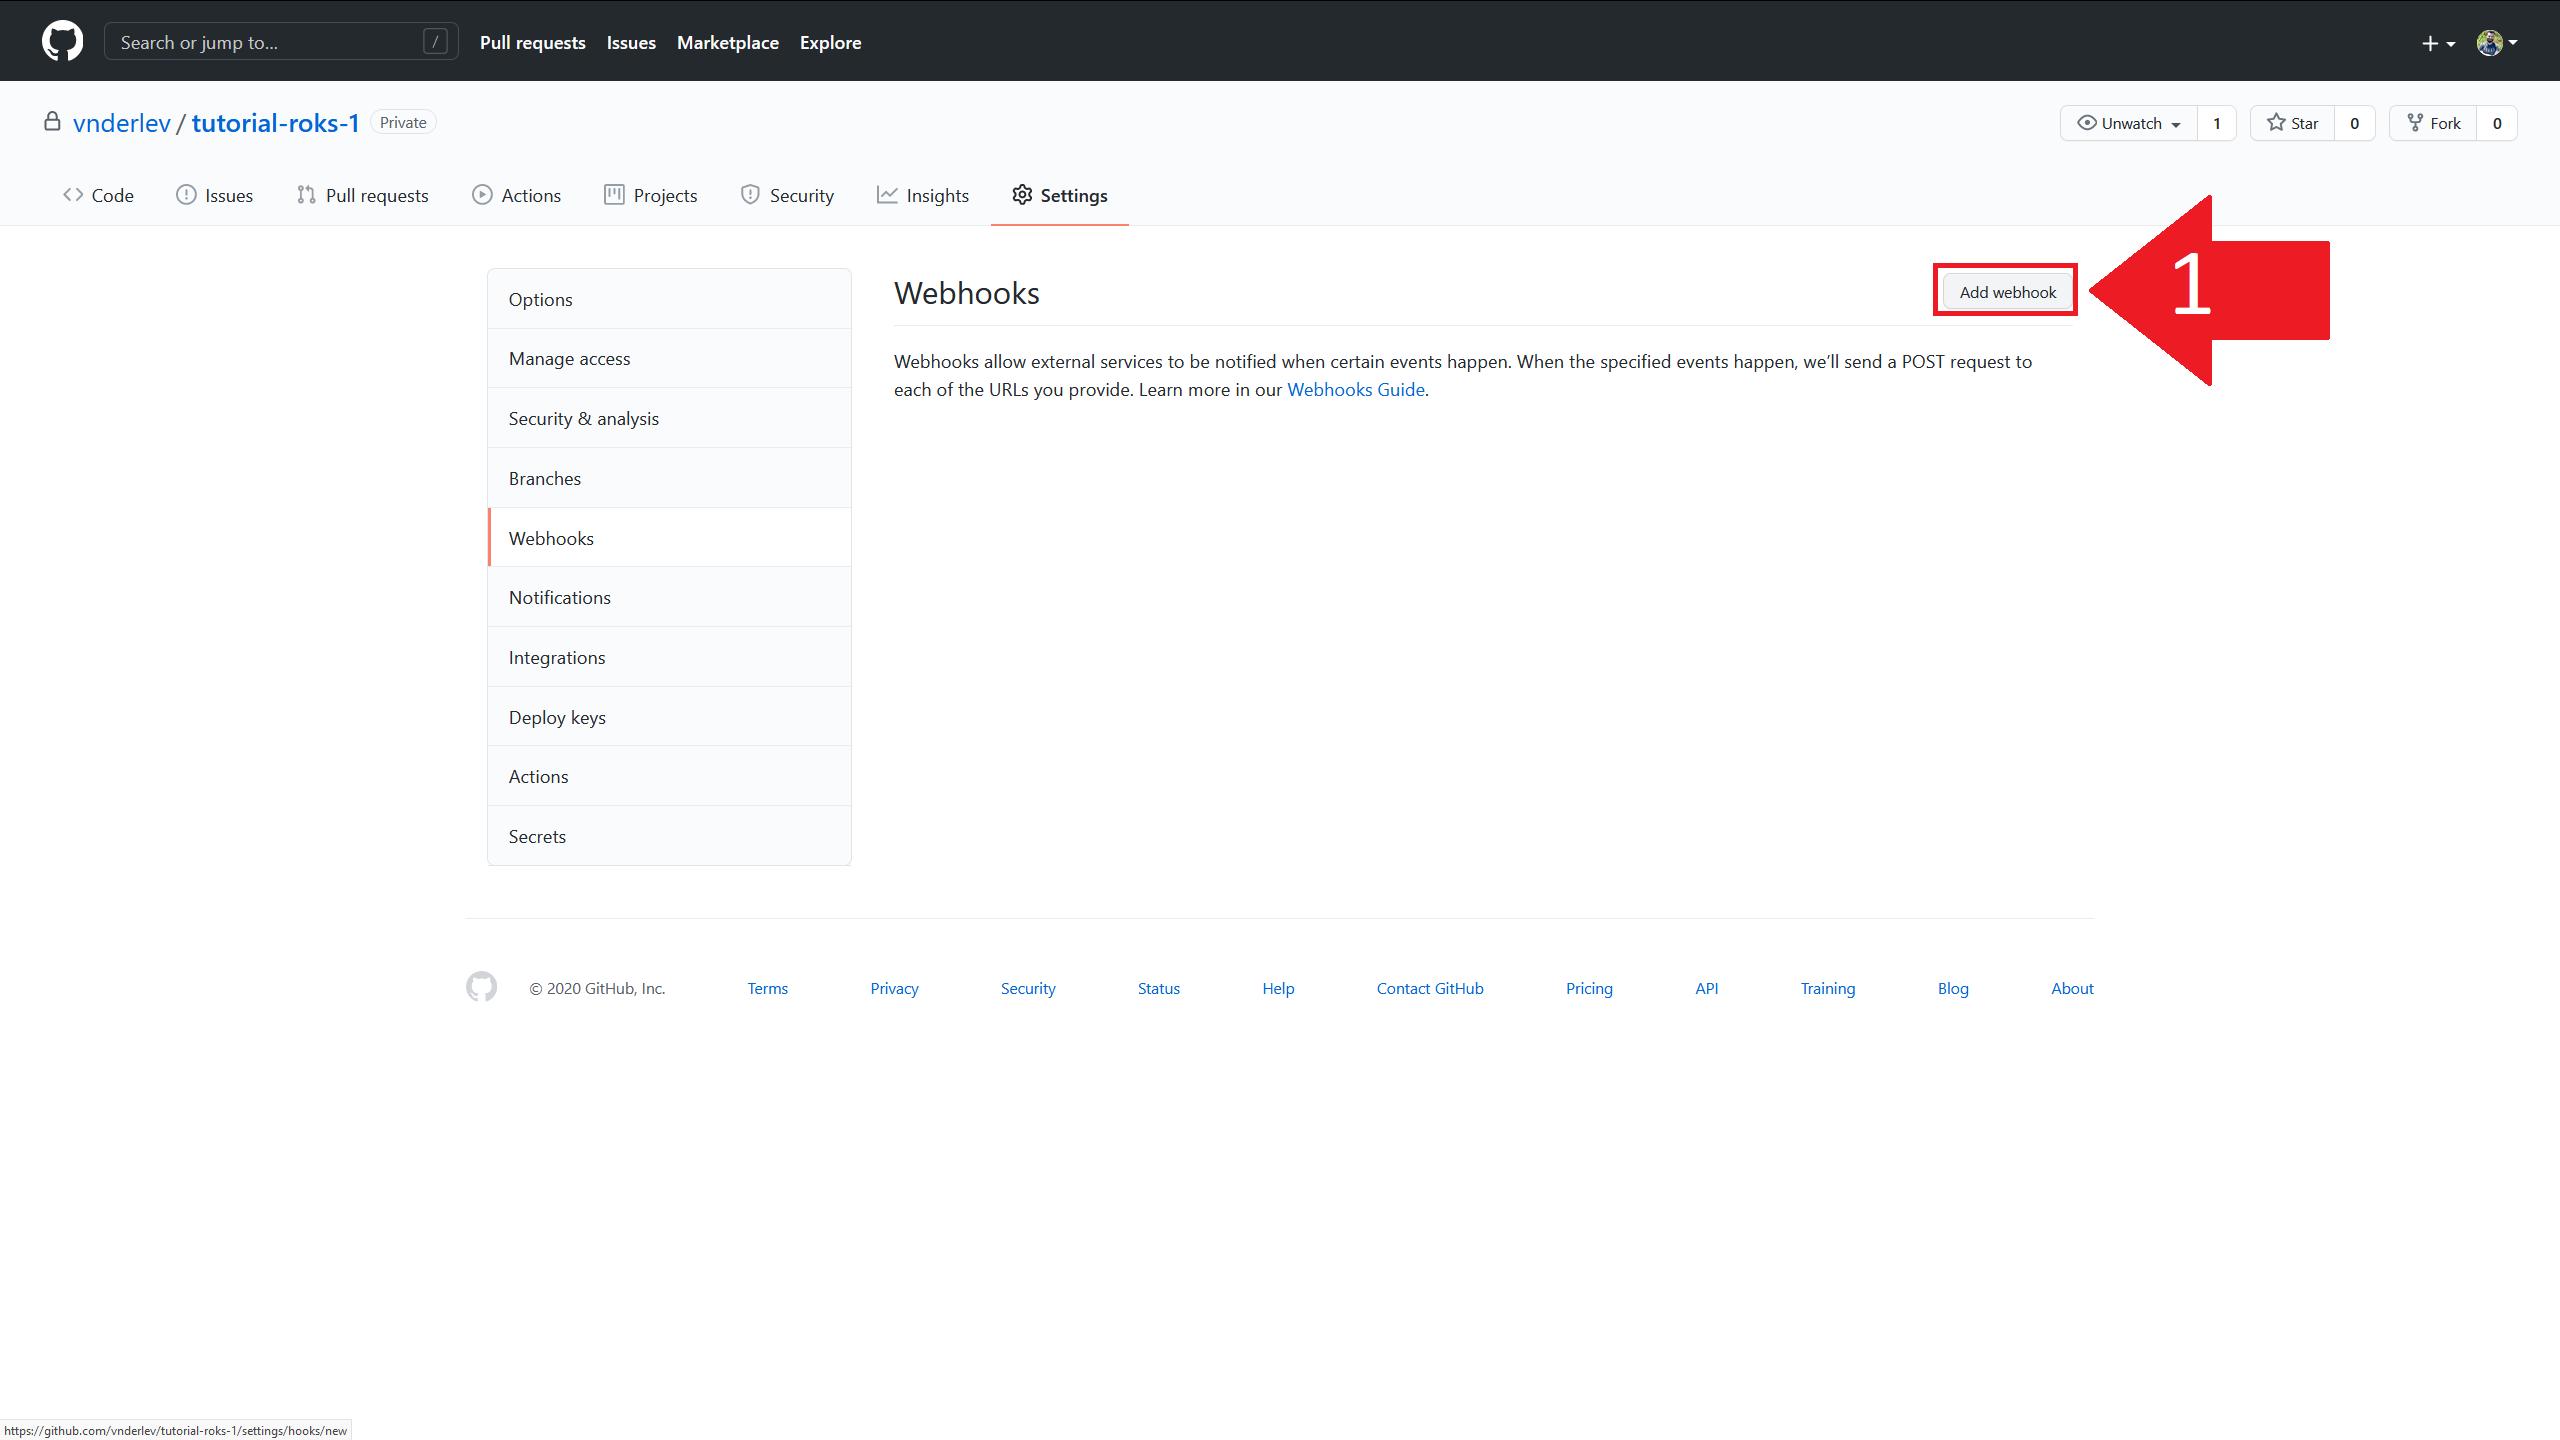 Search or jump to... /
Pull requests Issues Marketplace Explore
vnderlev / tutorial-roks-1 Private
Unwatch 1 Star 0 Fork 0
Code Issues Pull requests Actions Projects Security Insights Settings
Options
Manage access
Security & analysis
Branches
Webhooks
Notifications
Integrations
Deploy keys
Actions
Secrets
Webhooks
Add webhook
1
Webhooks allow external services to be notified when certain events happen. When the specified events happen, we’ll send a POST request to
each of the URLs you provide. Learn more in our Webhooks Guide.
© 2020 GitHub, Inc. Terms Privacy Security Status Help Contact GitHub Pricing API Training Blog About
https://github.com/vnderlev/tutorial-roks-1/settings/hooks/new